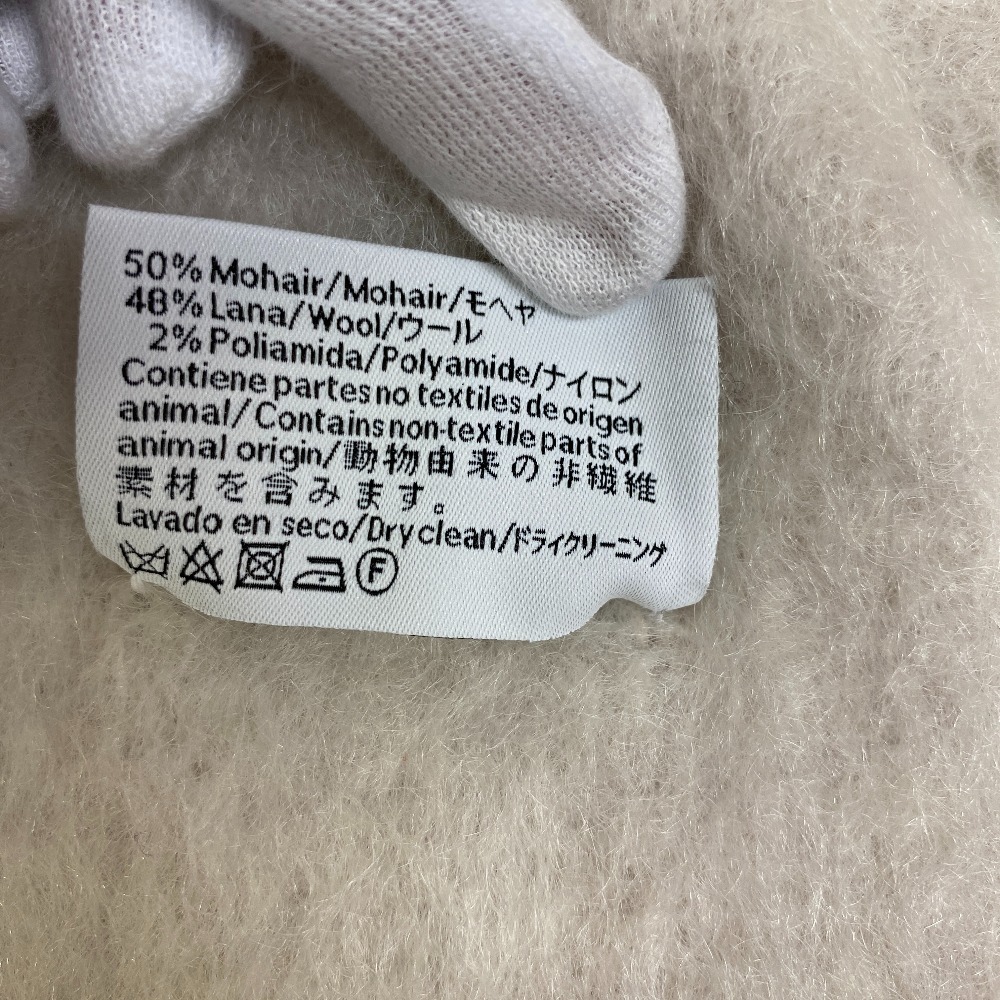 50% Mohair/Mohair/モヘヤ
48% Lana/Wool/ウール
2% Poliamida/Polyamide/ナイロン
Contiene partes no textiles de origen
animal/Contains non-textile parts of
animal origin/動物由来の非繊維
素材を含みます。
Lavado en seco/Dry clean/ドライクリーニング
F